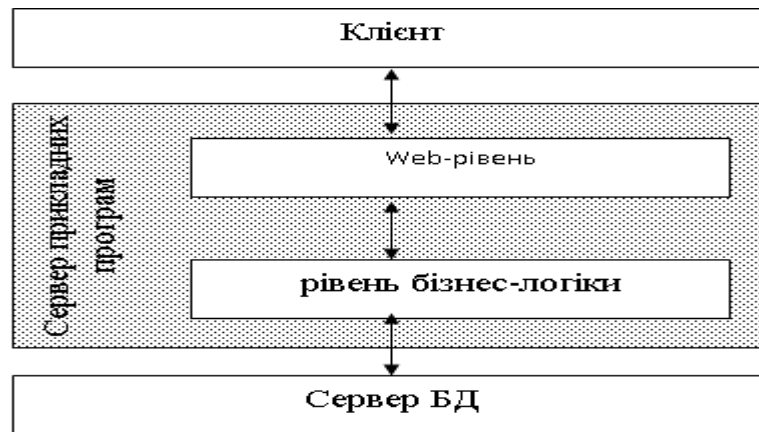 Клієнт
Сервер прикладних
програм
Web-рівень
рівень бізнес-логіки
Сервер БД